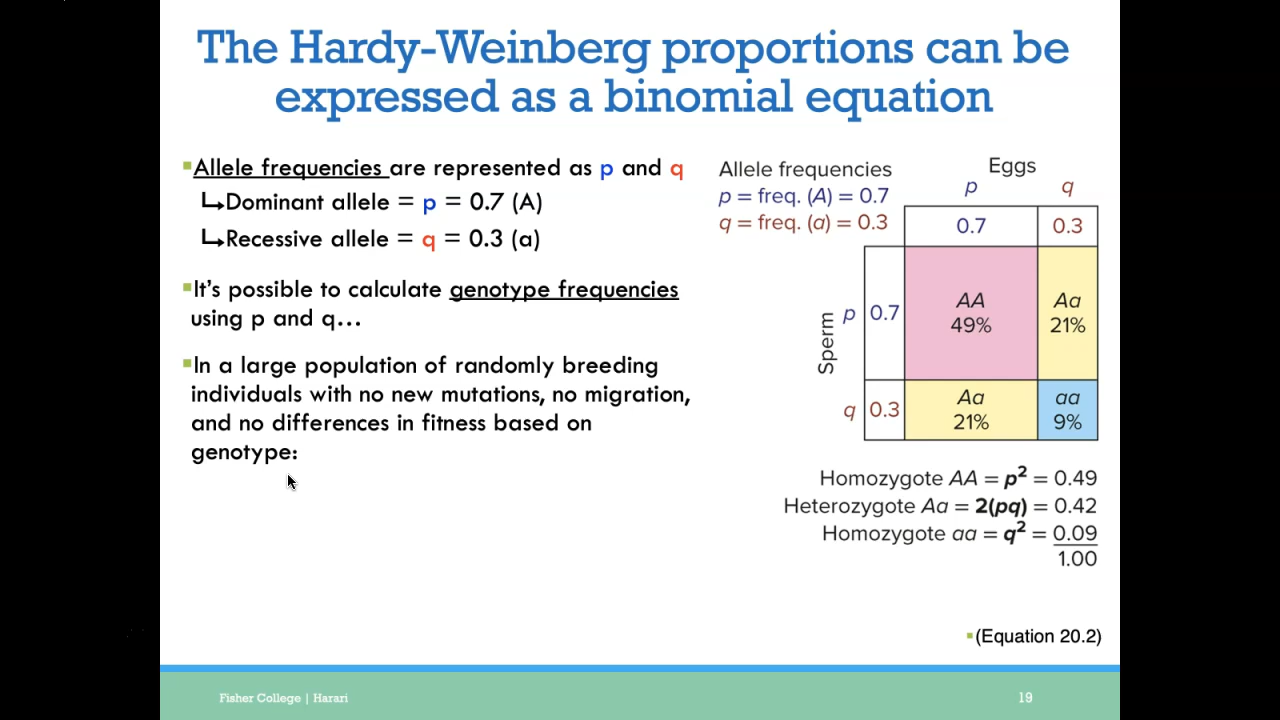 The Hardy-Weinberg proportions can be
expressed as a binomial equation
▪Allele frequencies are represented as p and q
↳Dominant allele = p = 0.7 (A)
↳Recessive allele = q = 0.3 (a)
▪It's possible to calculate genotype frequencies
using p and q…
▪In a large population of randomly breeding
individuals with no new mutations, no migration,
and no differences in fitness based on
genotype:
Allele frequencies
p = freq. (A) = 0.7
q = freq. (a) = 0.3
Eggs
p q
0.7 0.3
Sperm
p 0.7
AA
49%
Aa
21%
q 0.3
Aa
21%
aa
9%
Homozygote AA = p² = 0.49
Heterozygote Aa = 2(pq) = 0.42
Homozygote aa = q² = 0.09
1.00
▪(Equation 20.2)
Fisher College | Harari
19